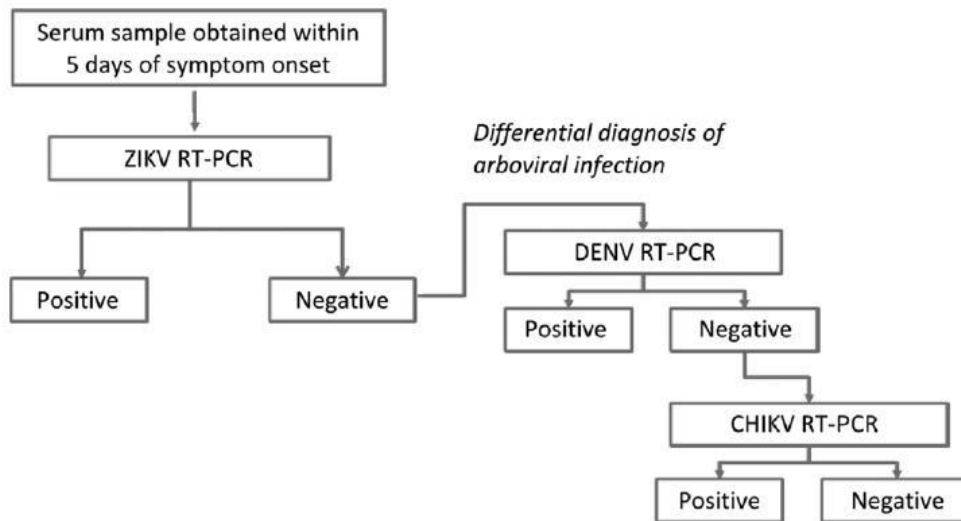 Serum sample obtained within
5 days of symptom onset
ZIKV RT-PCR
Positive
Negative
Differential diagnosis of
arboviral infection
DENV RT-PCR
Positive
Negative
CHIKV RT-PCR
Positive
Negative